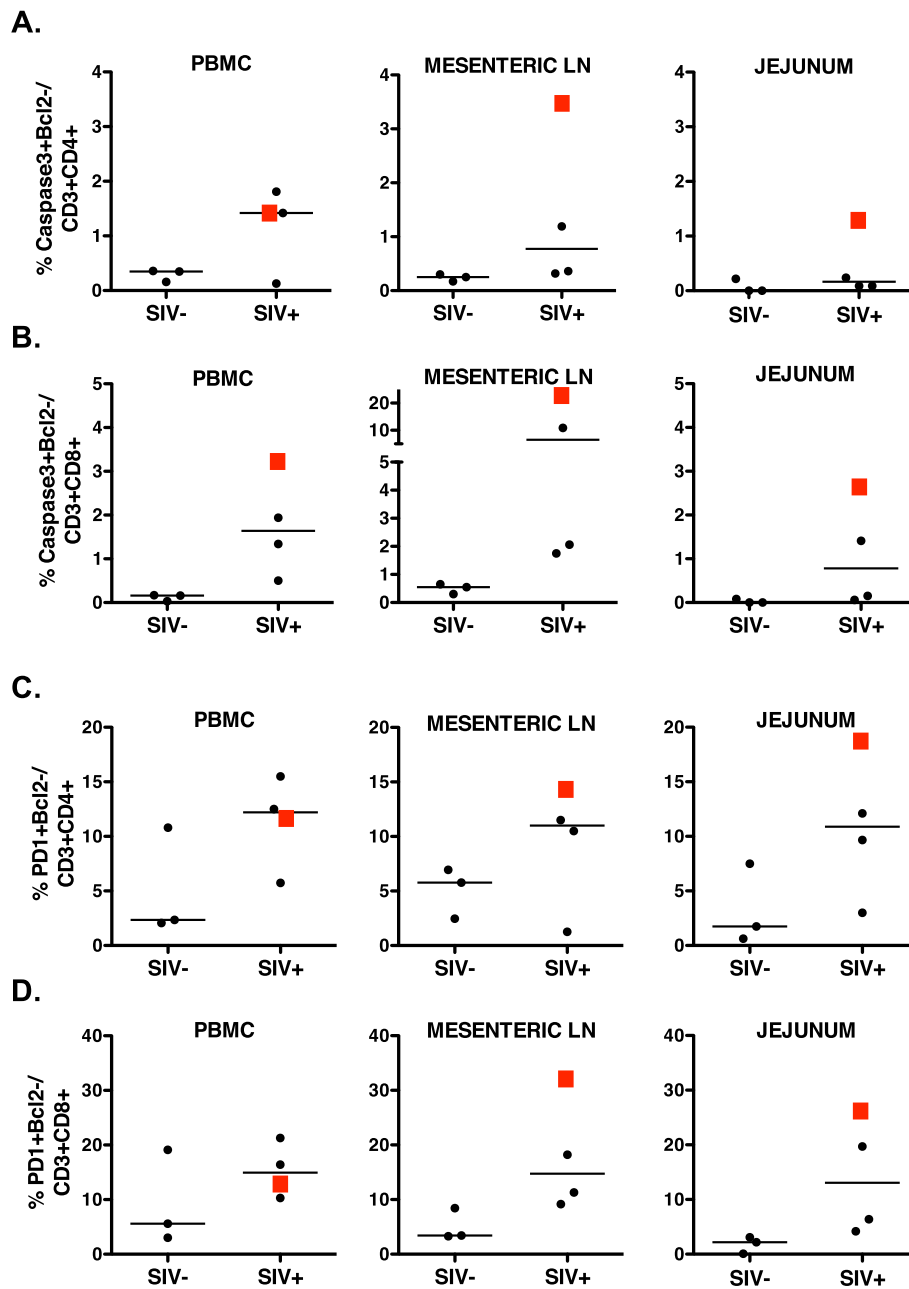 A.
PBMC
MESENTERIC LN
JEJUNUM
% Caspase3+Bcl2-/
CD3+CD4+
4
3
2
1
0
SIV-
SIV+
4
3
2
1
0
SIV-
SIV+
4
3
2
1
0
SIV-
SIV+
B.
PBMC
MESENTERIC LN
JEJUNUM
% Caspase3+Bcl2-/
CD3+CD8+
5
4
3
2
1
0
SIV-
SIV+
20
10
5
5
4
3
2
1
0
SIV-
SIV+
5
4
3
2
1
0
SIV-
SIV+
C.
PBMC
MESENTERIC LN
JEJUNUM
% PD1+Bcl2-/
CD3+CD4+
20
15
10
5
0
SIV-
SIV+
20
15
10
5
0
SIV-
SIV+
20
15
10
5
0
SIV-
SIV+
D.
PBMC
MESENTERIC LN
JEJUNUM
% PD1+Bcl2-/
CD3+CD8+
40
30
20
10
0
SIV-
SIV+
40
30
20
10
0
SIV-
SIV+
40
30
20
10
0
SIV-
SIV+